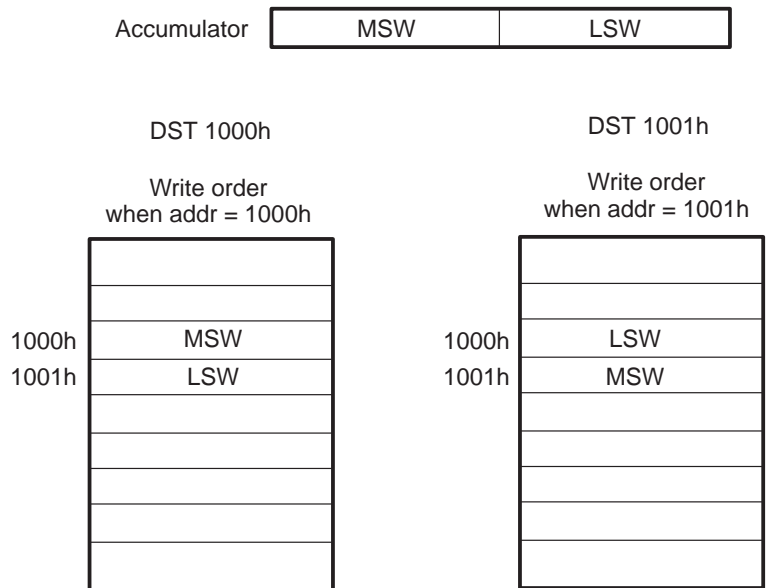 Accumulator MSW LSW
DST 1000h
Write order
when addr = 1000h
1000h MSW
1001h LSW
DST 1001h
Write order
when addr = 1001h
1000h LSW
1001h MSW